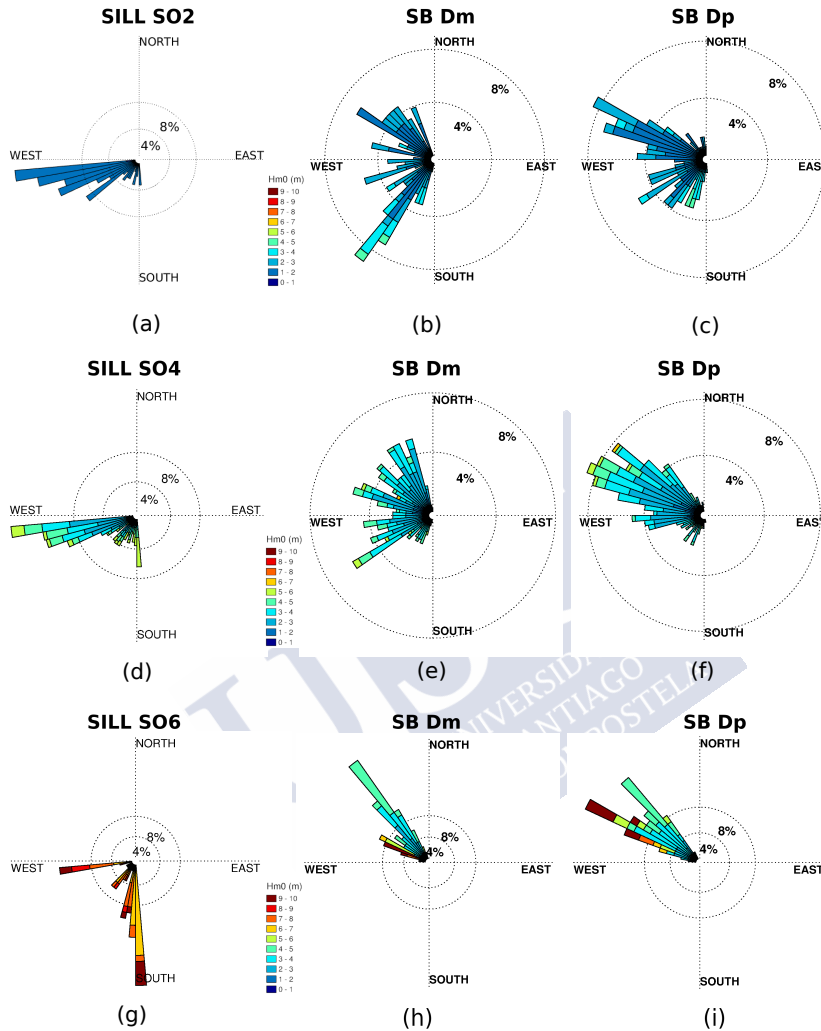 SILL SO2
SB Dm
SB Dp
NORTH
NORTH
NORTH
8%
4%
WEST
EAST
SOUTH
8%
4%
WEST
EAST
SOUTH
8%
4%
WEST
EAST
SOUTH
Hm0 (m)
9 - 10
8 - 9
7 - 8
6 - 7
5 - 6
4 - 5
3 - 4
2 - 3
1 - 2
0 - 1
(a)
(b)
(c)
SILL SO4
SB Dm
SB Dp
NORTH
NORTH
NORTH
8%
4%
WEST
EAST
SOUTH
8%
4%
WEST
EAST
SOUTH
8%
4%
WEST
EAST
SOUTH
Hm0 (m)
9 - 10
8 - 9
7 - 8
6 - 7
5 - 6
4 - 5
3 - 4
2 - 3
1 - 2
0 - 1
(d)
(e)
(f)
SILL SO6
SB Dm
SB Dp
NORTH
NORTH
NORTH
8%
4%
WEST
EAST
SOUTH
8%
4%
WEST
EAST
SOUTH
8%
4%
WEST
EAST
SOUTH
Hm0 (m)
9 - 10
8 - 9
7 - 8
6 - 7
5 - 6
4 - 5
3 - 4
2 - 3
1 - 2
0 - 1
(g)
(h)
(i)